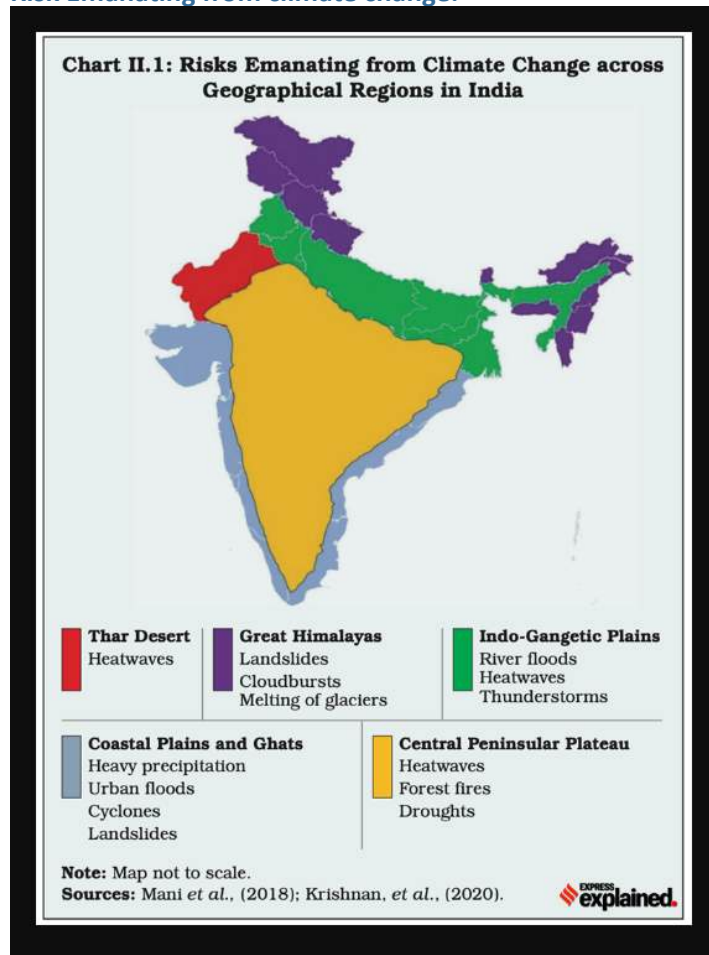 Risk Emanating from climate change:
Chart II.1: Risks Emanating from Climate Change across
Geographical Regions in India
Thar Desert
Heatwaves
Great Himalayas
Landslides
Cloudbursts
Melting of glaciers
Indo-Gangetic Plains
River floods
Heatwaves
Thunderstorms
Coastal Plains and Ghats
Heavy precipitation
Urban floods
Cyclones
Landslides
Central Peninsular Plateau
Heatwaves
Forest fires
Droughts
Note: Map not to scale.
Sources: Mani et al., (2018); Krishnan, et al., (2020).
EXPRESS
explained.